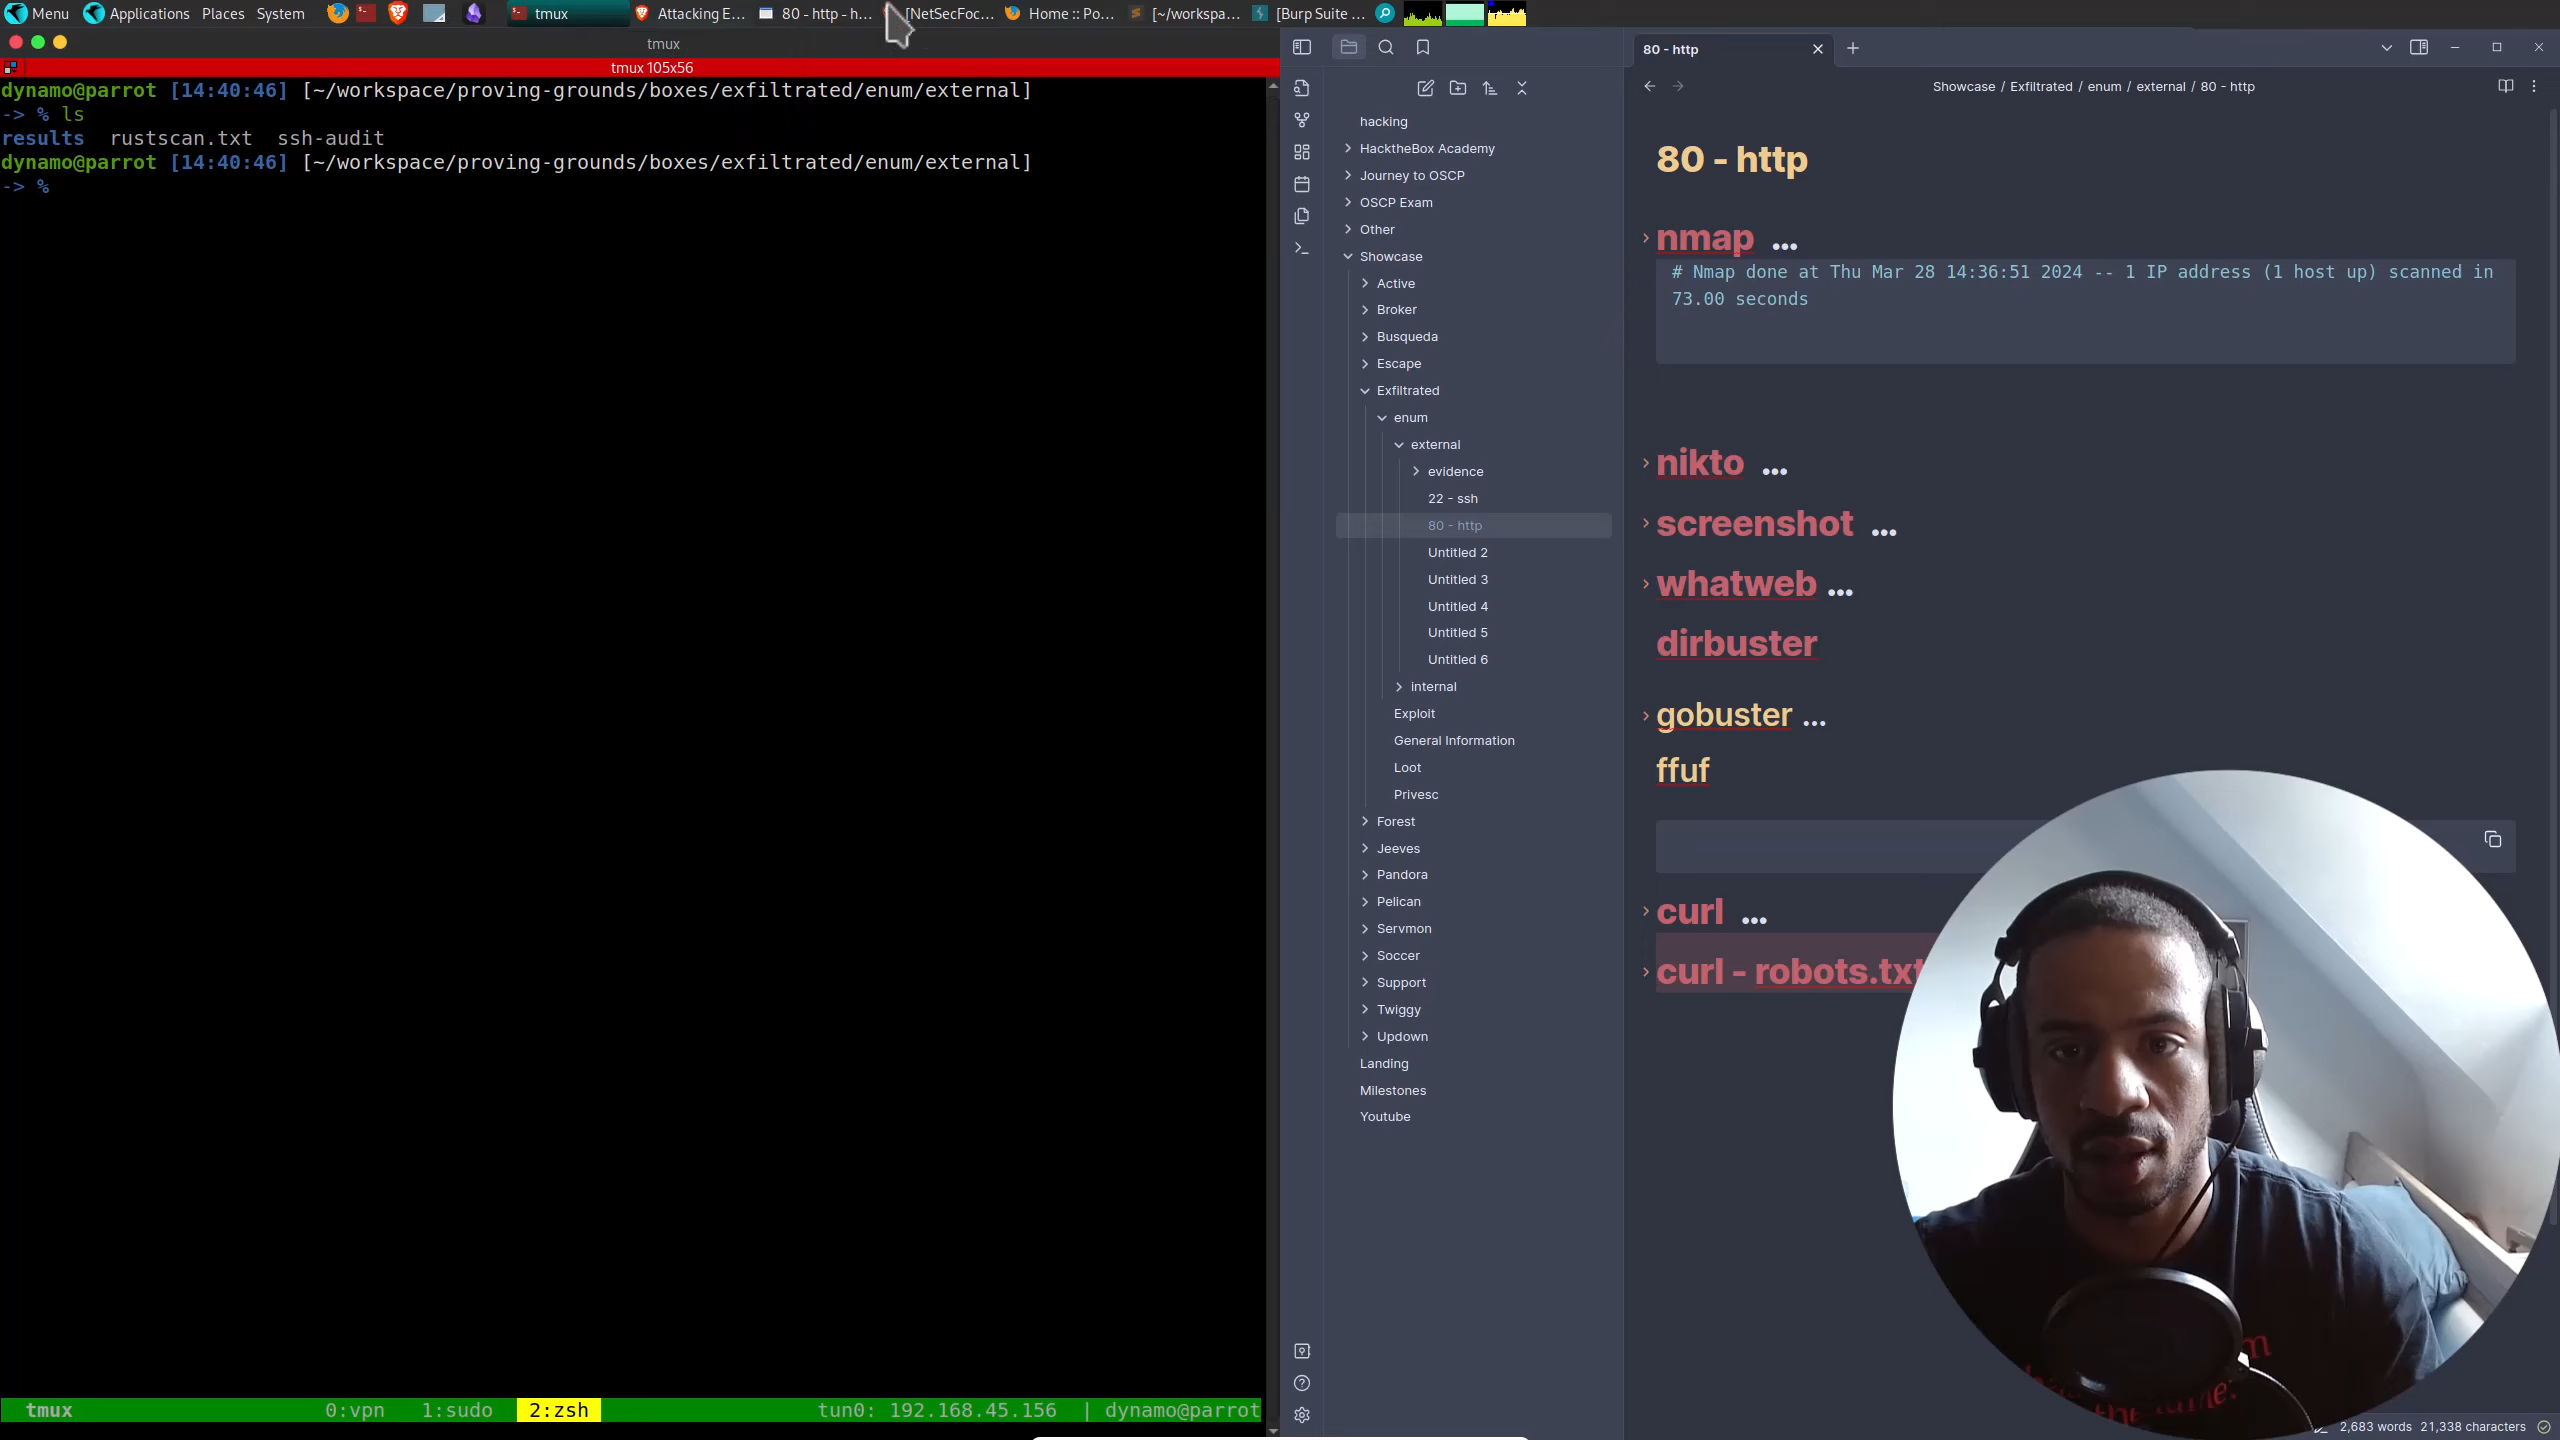 Menu Applications Places System tmux Attacking E... 80 - http - h... [NetSecFoc... Home :: Po... [~/workspa... [Burp Suite ...
tmux
tmux 105x56
dynamo@parrot [14:40:46] [~/workspace/proving-grounds/boxes/exfiltrated/enum/external]
-> % ls
results rustscan.txt ssh-audit
dynamo@parrot [14:40:46] [~/workspace/proving-grounds/boxes/exfiltrated/enum/external]
-> %
tmux 0:vpn 1:sudo 2:zsh tun0: 192.168.45.156 | dynamo@parrot
hacking
HacktheBox Academy
Journey to OSCP
OSCP Exam
Other
Showcase
Active
Broker
Busqueda
Escape
Exfiltrated
enum
external
evidence
22 - ssh
80 - http
Untitled 2
Untitled 3
Untitled 4
Untitled 5
Untitled 6
internal
Exploit
General Information
Loot
Privesc
Forest
Jeeves
Pandora
Pelican
Servmon
Soccer
Support
Twiggy
Updown
Landing
Milestones
Youtube
80 - http
Showcase / Exfiltrated / enum / external / 80 - http
80 - http
nmap ...
# Nmap done at Thu Mar 28 14:36:51 2024 -- 1 IP address (1 host up) scanned in
73.00 seconds
nikto ...
screenshot ...
whatweb ...
dirbuster
gobuster ...
ffuf
curl ...
curl - robots.txt
2,683 words 21,338 characters